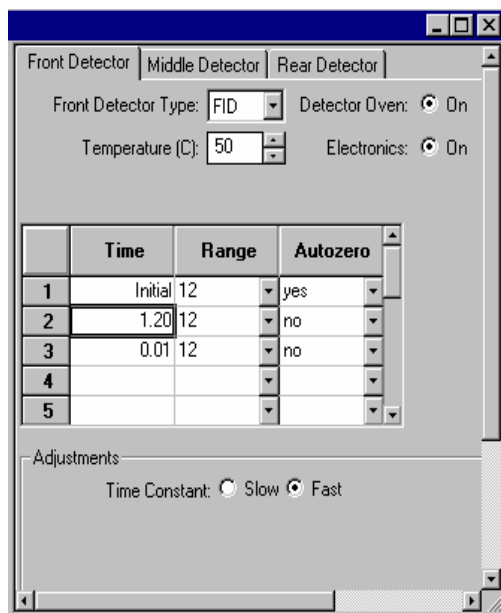 Front Detector Middle Detector Rear Detector
Front Detector Type: FID Detector Oven: On
Temperature (C): 50 Electronics: On
Time Range Autozero
1 Initial 12 yes
2 1.20 12 no
3 0.01 12 no
4
5
Adjustments
Time Constant: Slow Fast